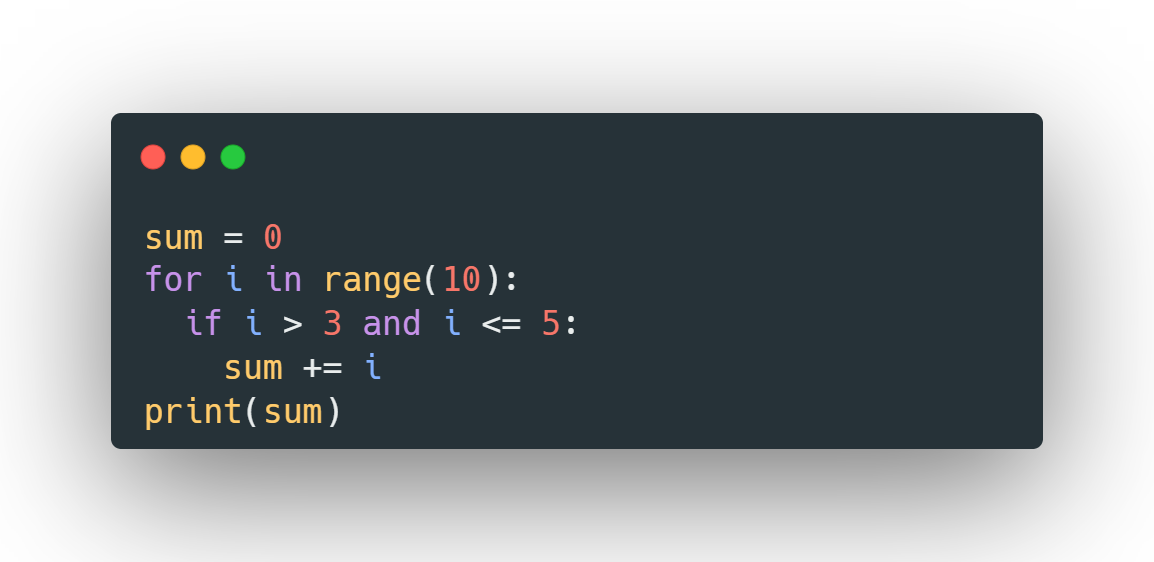 sum = 0
for i in range(10):
  if i > 3 and i <= 5:
    sum += i
print(sum)